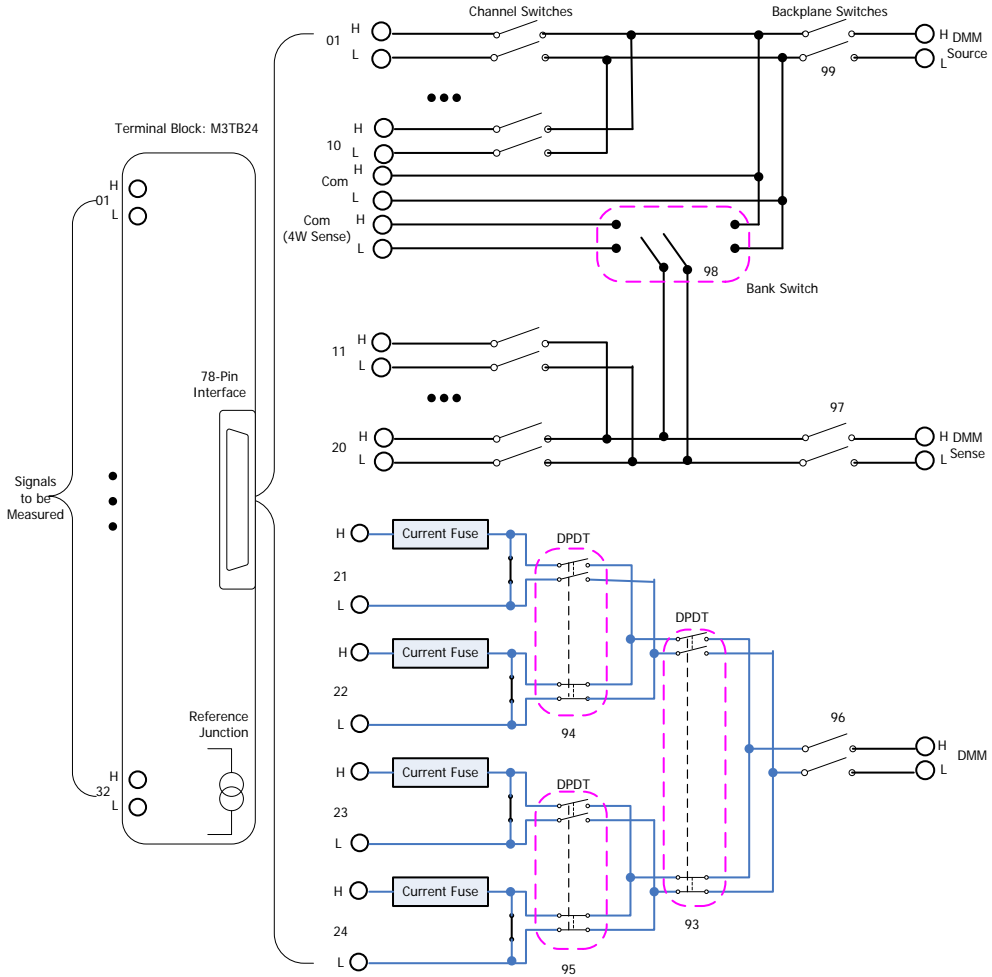 Channel Switches
Backplane Switches
01
H
L
H DMM
L Source
99
Terminal Block: M3TB24
H
01
L
10
H
L
Com
H
L
Com
(4W Sense)
H
L
98
Bank Switch
11
H
L
78-Pin
Interface
20
H
L
97
H DMM
L Sense
Signals
to be
Measured
H
Current Fuse
DPDT
21
L
DPDT
H
Current Fuse
22
L
94
Reference
Junction
96
H
L
DMM
H
32
L
H
Current Fuse
DPDT
23
L
H
Current Fuse
24
L
93
95